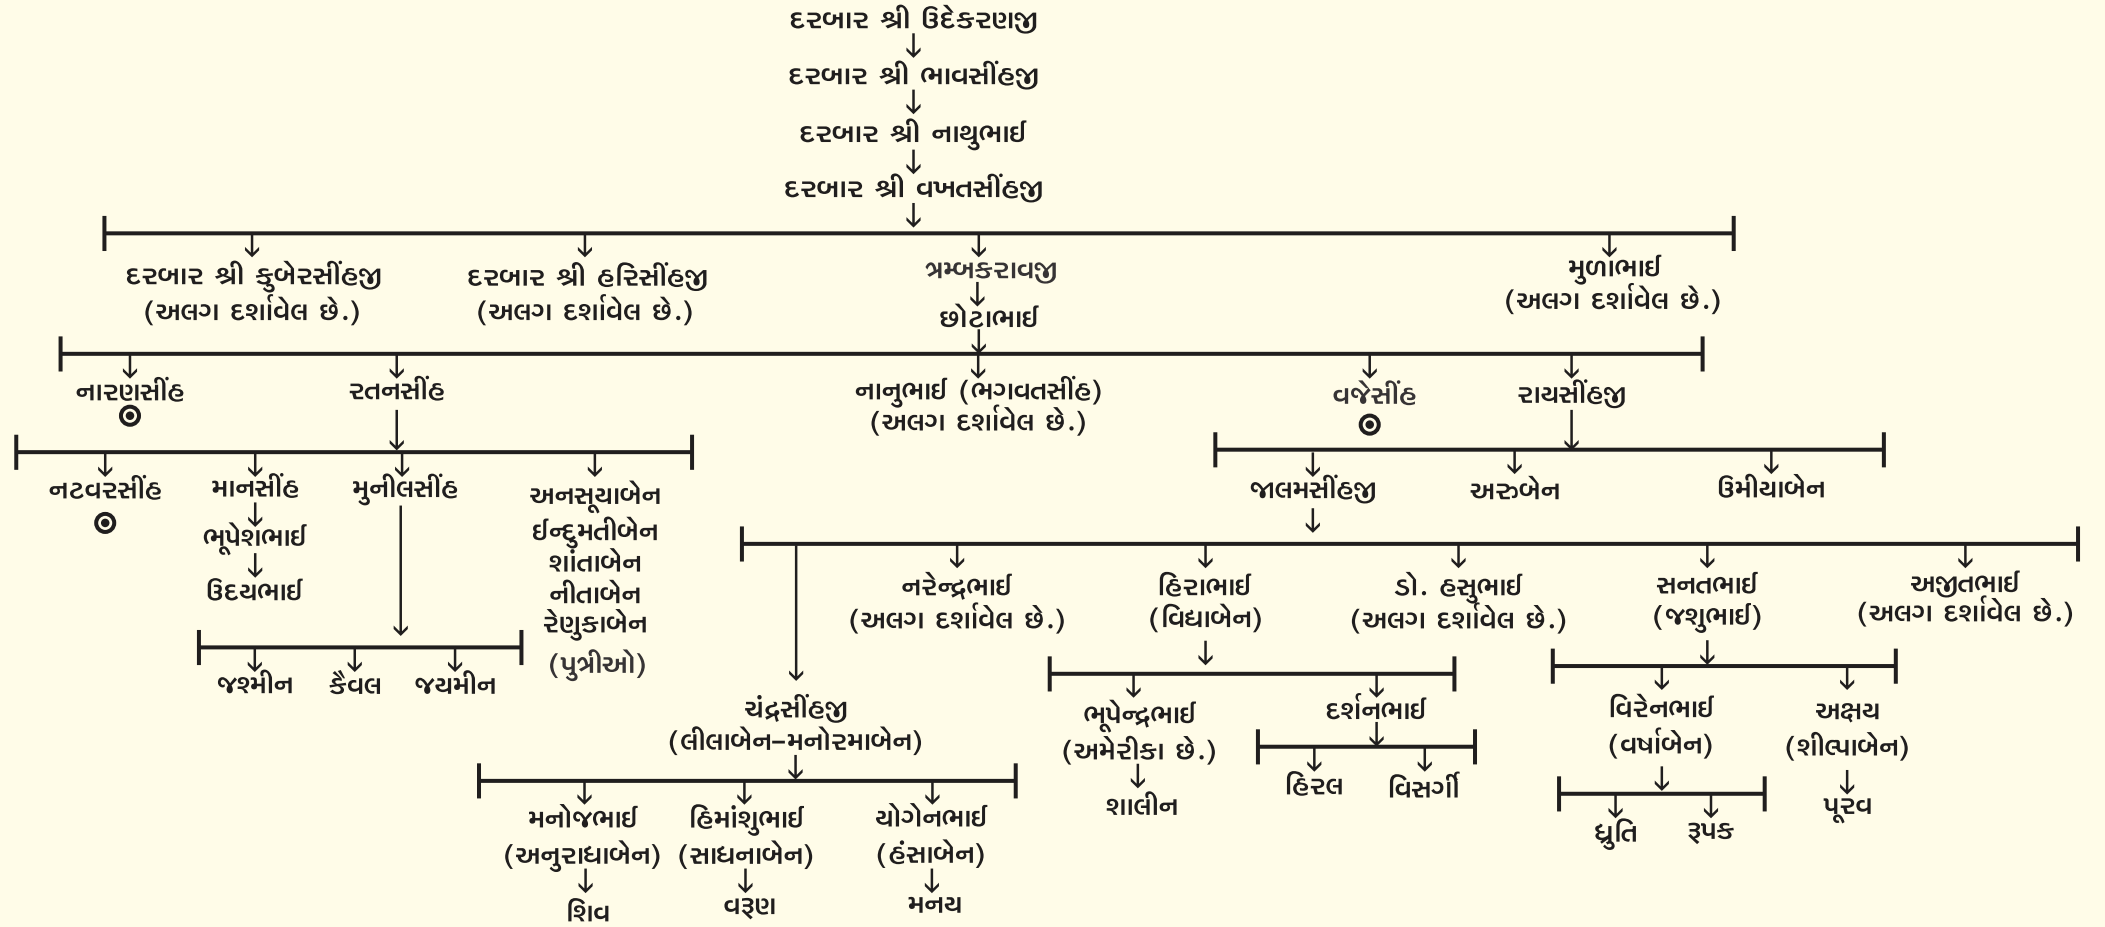 દરબાર શ્રી ઉદેકરણજી
દરબાર શ્રી ભાવસીંહજી
દરબાર શ્રી નાથુભાઈ
દરબાર શ્રી વખતસીંહજી
દરબાર શ્રી કુબેરસીંહજી
(અલગ દર્શાવેલ છે.)
દરબાર શ્રી હરિસીંહજી
(અલગ દર્શાવેલ છે.)
ત્રમ્બકરાવજી
છોટાભાઈ
મુળાભાઈ
(અલગ દર્શાવેલ છે.)
નારણસીંહ
રતનસીંહ
નાનુભાઈ (ભગવતસીંહ)
(અલગ દર્શાવેલ છે.)
વજેસીંહ
રાયસીંહજી
નટવરસીંહ
માનસીંહ
ભૂપેશભાઈ
ઉદયભાઈ
મુનીલસીંહ
અનસૂયાબેન
ઈન્દુમતીબેન
શાંતાબેન
નીતાબેન
રેણુકાબેન
(પુત્રીઓ)
જશ્મીન
કૈવલ
જયમીન
જાલમસીંહજી
અરુબેન
ઉમીયાબેન
ચંદ્રસીંહજી
(લીલાબેન-મનોરમાબેન)
નરેન્દ્રભાઈ
(અલગ દર્શાવેલ છે.)
હિરાભાઈ
(વિદ્યાબેન)
ડો. હસુભાઈ
(અલગ દર્શાવેલ છે.)
સનતભાઈ
(જશુભાઈ)
અજીતભાઈ
(અલગ દર્શાવેલ છે.)
ભૂપેન્દ્રભાઈ
(અમેરીકા છે.)
શાલીન
દર્શનભાઈ
હિરલ
વિસર્ગી
વિરેનભાઈ
(વર્ષાબેન)
અક્ષય
(શીલ્પાબેન)
ધ્રુતિ
રૂપક
પૂરવ
મનોજભાઈ
(અનુરાધાબેન)
શિવ
હિમાંશુભાઈ
(સાધનાબેન)
વરૂણ
યોગેનભાઈ
(હંસાબેન)
મનય